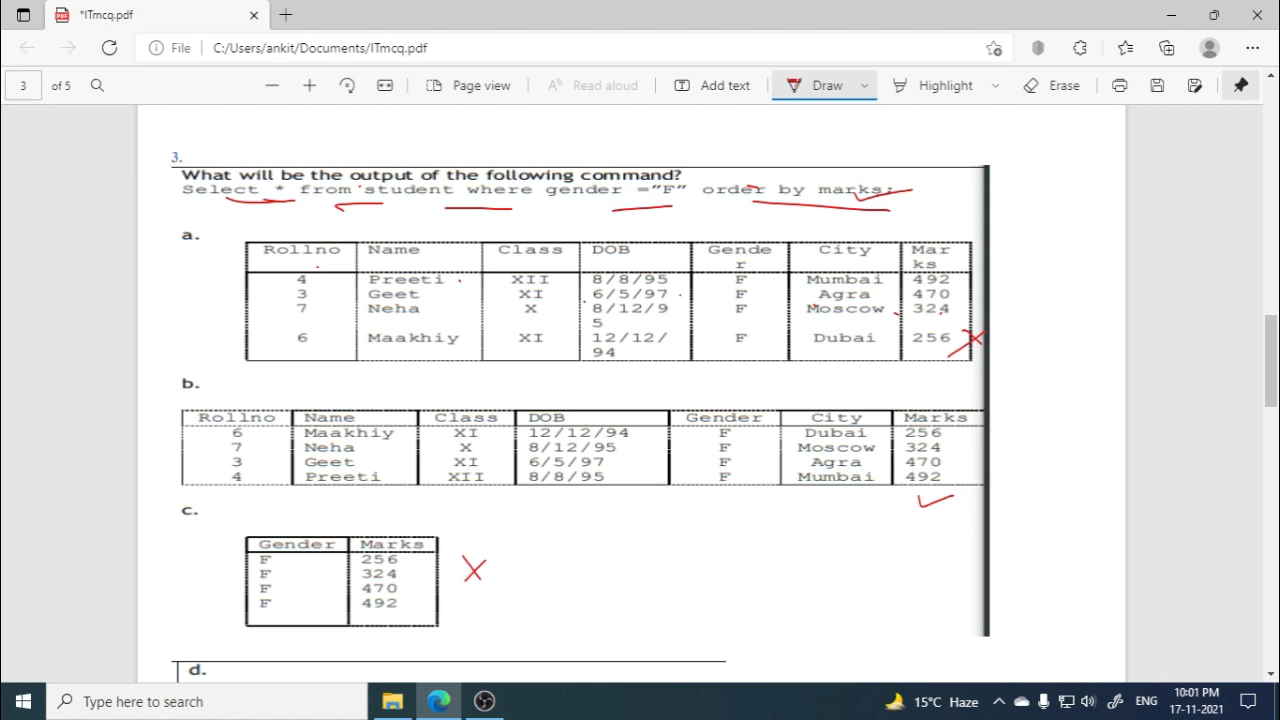 *ITmcq.pdf
File C:/Users/ankit/Documents/ITmcq.pdf
3 of 5 Page view Read aloud Add text Draw Highlight Erase
3.
What will be the output of the following command?
Select * from student where gender ="F" order by marks;
a.
Rollno Name Class DOB Gende City Mar
r ks
4 Preeti XII 8/8/95 F Mumbai 492
3 Geet XI 6/5/97 F Agra 470
7 Neha X 8/12/9 F Moscow 324
5
6 Maakhiy XI 12/12/ F Dubai 256
94
b.
Rollno Name Class DOB Gender City Marks
6 Maakhiy XI 12/12/94 F Dubai 256
7 Neha X 8/12/95 F Moscow 324
3 Geet XI 6/5/97 F Agra 470
4 Preeti XII 8/8/95 F Mumbai 492
c.
Gender Marks
F 256
F 324
F 470
F 492
d.
Type here to search 15°C Haze ENG 10:01 PM
17-11-2021